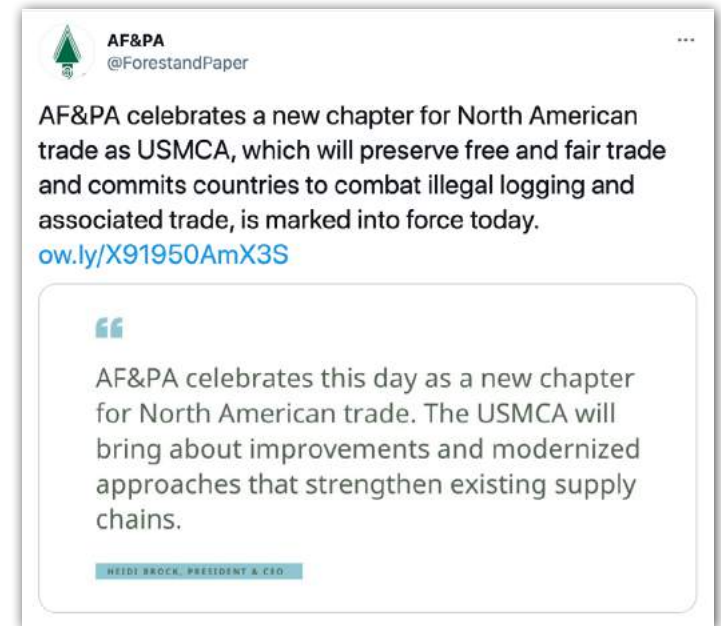 AF&PA
@ForestandPaper
...
AF&PA celebrates a new chapter for North American
trade as USMCA, which will preserve free and fair trade
and commits countries to combat illegal logging and
associated trade, is marked into force today.
ow.ly/X91950AmX3S
“
AF&PA celebrates this day as a new chapter
for North American trade. The USMCA will
bring about improvements and modernized
approaches that strengthen existing supply
chains.
HEIDI BROCK, PRESIDENT & CEO